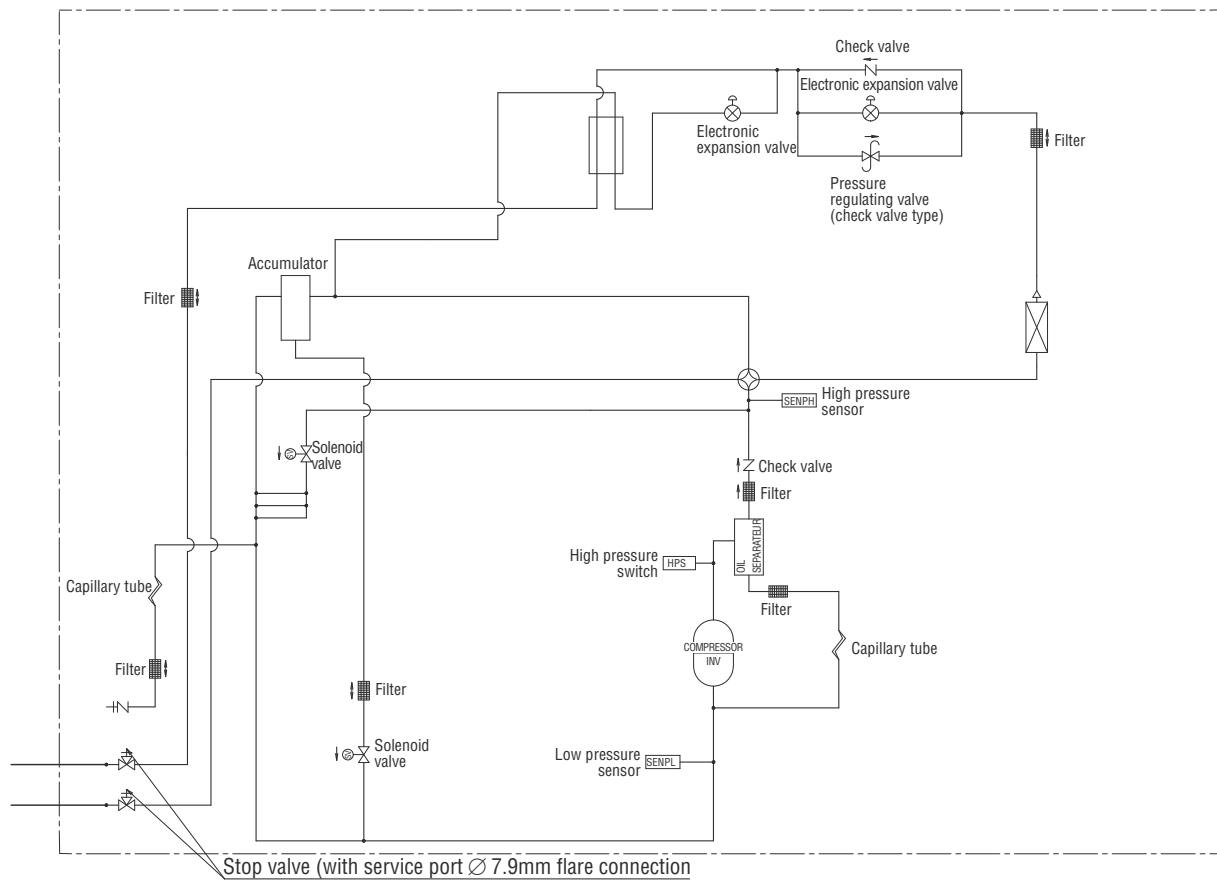 Check valve
Electronic expansion valve
Electronic
expansion valve
Filter
Pressure
regulating valve
(check valve type)
Accumulator
Filter
SENPH
High pressure
sensor
SV
Solenoid
valve
Check valve
Filter
OIL
SEPARATEUR
High pressure
switch
HPS
Capillary tube
Filter
COMPRESSOR
INV
Capillary tube
Filter
Filter
SV
Solenoid
valve
Low pressure
sensor
SENPL
Stop valve (with service port ∅ 7.9mm flare connection